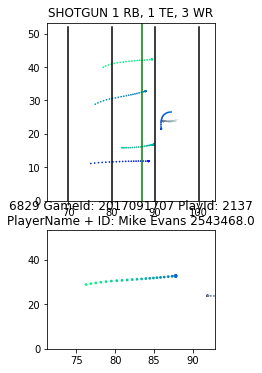 SHOTGUN 1 RB, 1 TE, 3 WR
50
40
30
20
10
0
70 80 90 100
6829 GameId: 2017091707 PlayId: 2137
PlayerName + ID: Mike Evans 2543468.0
40
20
0
75 80 85 90